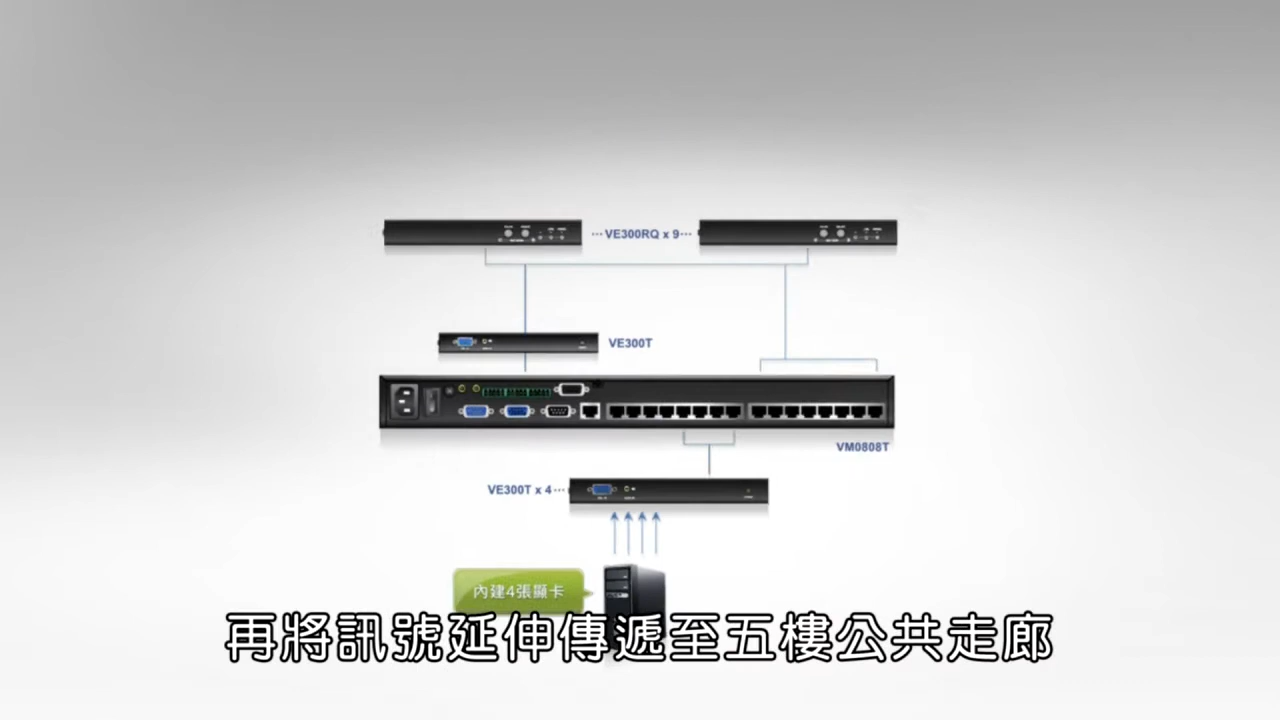 ···VE300RQ x 9···
VE300T
VM0808T
VE300T x 4···
內建4張顯卡
再將訊號延伸傳遞至五樓公共走廊